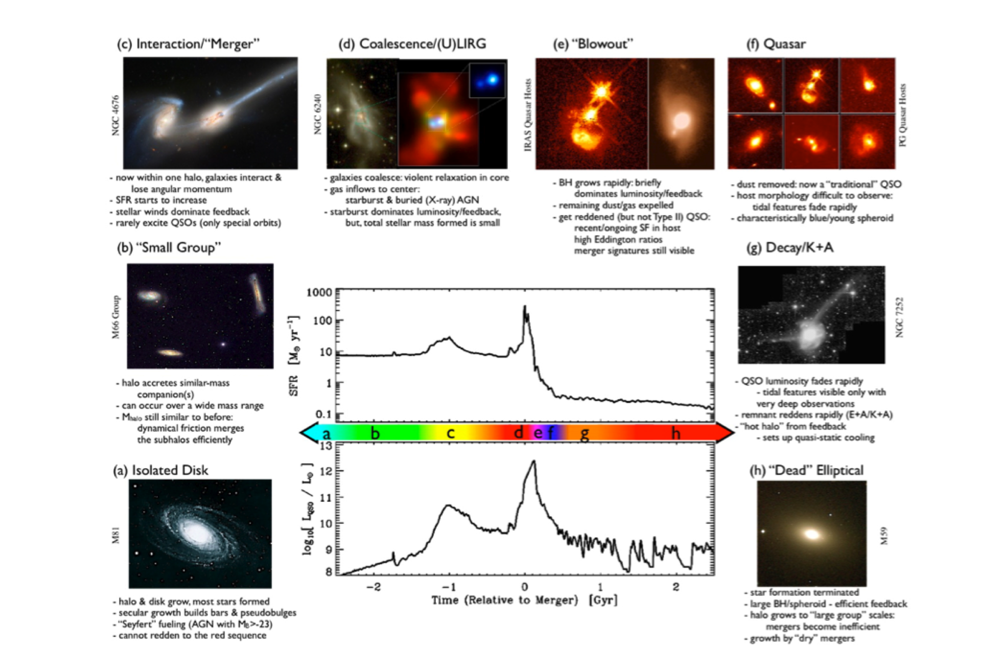 (c) Interaction/“Merger”
NGC 4676
- now within one halo, galaxies interact &
lose angular momentum
- SFR starts to increase
- stellar winds dominate feedback
- rarely excite QSOs (only special orbits)
(d) Coalescence/(U)LIRG
NGC 6240
- galaxies coalesce: violent relaxation in core
- gas inflows to center:
starburst & buried (X-ray) AGN
- starburst dominates luminosity/feedback,
but, total stellar mass formed is small
(e) “Blowout”
IRAS Quasar Hosts
- BH grows rapidly: briefly
dominates luminosity/feedback
- remaining dust/gas expelled
- get reddened (but not Type II) QSO:
recent/ongoing SF in host
high Eddington ratios
merger signatures still visible
(f) Quasar
PG Quasar Hosts
- dust removed: now a “traditional” QSO
- host morphology difficult to observe:
tidal features fade rapidly
- characteristically blue/young spheroid
(b) “Small Group”
M66 Group
- halo accretes similar-mass
companion(s)
- can occur over a wide mass range
- Mhalo still similar to before:
dynamical friction merges
the subhalos efficiently
(g) Decay/K+A
NGC 7252
- QSO luminosity fades rapidly
- tidal features visible only with
very deep observations
- remnant reddens rapidly (E+A/K+A)
- “hot halo” from feedback
- sets up quasi-static cooling
(a) Isolated Disk
M81
- halo & disk grow, most stars formed
- secular growth builds bars & pseudobulges
- “Seyfert” fueling (AGN with MB>-23)
- cannot redden to the red sequence
(h) “Dead” Elliptical
M59
- star formation terminated
- large BH/spheroid - efficient feedback
- halo grows to “large group” scales:
mergers become inefficient
- growth by “dry” mergers
SFR [M⊙ yr⁻¹]
1000
100
10
1
0.1
a b c d e f g h
log₁₀[ LQSO / L⊙ ]
13
12
11
10
9
8
-2 -1 0 1 2
Time (Relative to Merger) [Gyr]